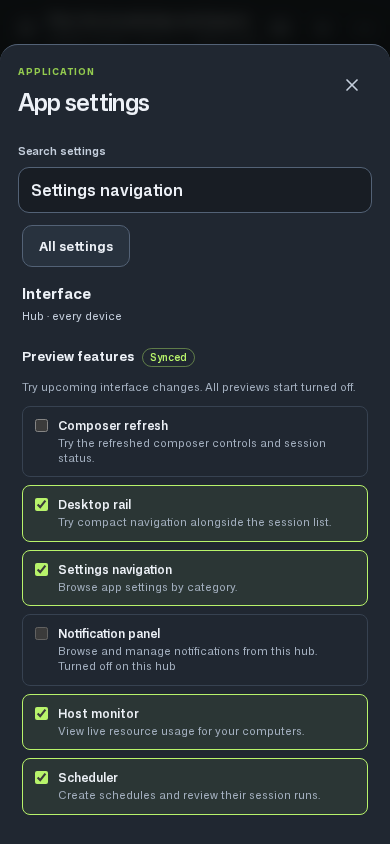 APPLICATION
App settings
Search settings
Settings navigation
All settings
Interface
Hub · every device
Preview features Synced
Try upcoming interface changes. All previews start turned off.
Composer refresh
Try the refreshed composer controls and session
status.
Desktop rail
Try compact navigation alongside the session list.
Settings navigation
Browse app settings by category.
Notification panel
Browse and manage notifications from this hub.
Turned off on this hub
Host monitor
View live resource usage for your computers.
Scheduler
Create schedules and review their session runs.